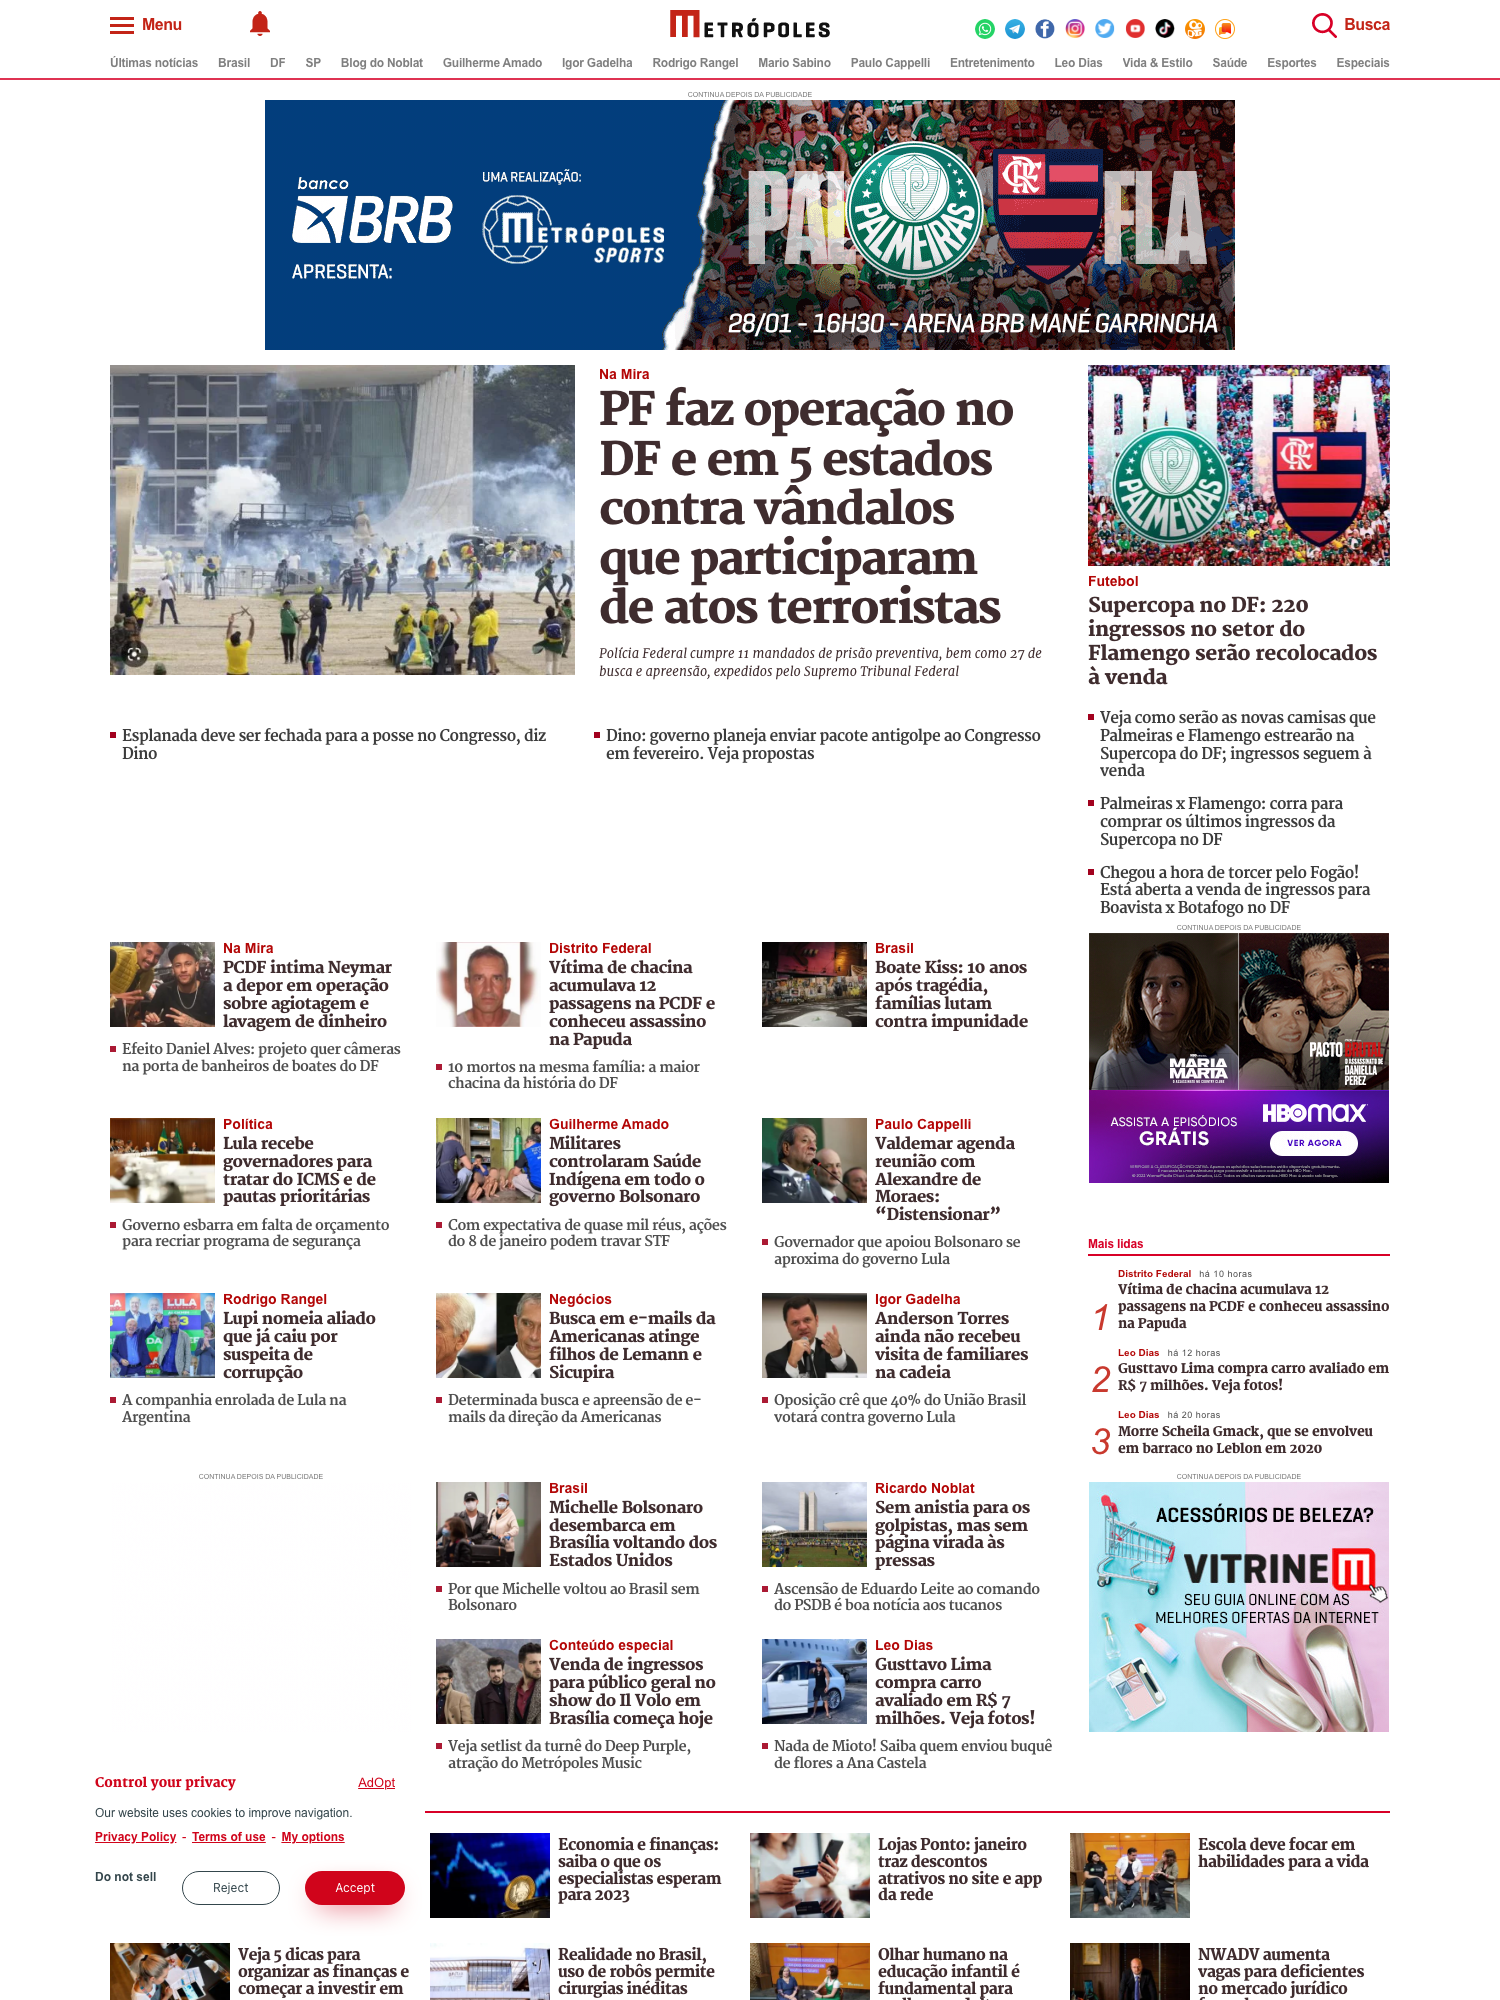 Menu
METRÓPOLES
Busca
Últimas notícias Brasil DF SP Blog do Noblat Guilherme Amado Igor Gadelha Rodrigo Rangel Mario Sabino Paulo Cappelli Entretenimento Leo Dias Vida & Estilo Saúde Esportes Especiais
CONTINUA DEPOIS DA PUBLICIDADE
banco
BRB
APRESENTA:
UMA REALIZAÇÃO:
METRÓPOLES
SPORTS
PAL FLA
PALMEIRAS
28/01 - 16H30 - ARENA BRB MANÉ GARRINCHA
Na Mira
PF faz operação no
DF e em 5 estados
contra vândalos
que participaram
de atos terroristas
Polícia Federal cumpre 11 mandados de prisão preventiva, bem como 27 de
busca e apreensão, expedidos pelo Supremo Tribunal Federal
Esplanada deve ser fechada para a posse no Congresso, diz
Dino
Dino: governo planeja enviar pacote antigolpe ao Congresso
em fevereiro. Veja propostas
PALMEIRAS
Futebol
Supercopa no DF: 220
ingressos no setor do
Flamengo serão recolocados
à venda
Veja como serão as novas camisas que
Palmeiras e Flamengo estrearão na
Supercopa do DF; ingressos seguem à
venda
Palmeiras x Flamengo: corra para
comprar os últimos ingressos da
Supercopa no DF
Chegou a hora de torcer pelo Fogão!
Está aberta a venda de ingressos para
Boavista x Botafogo no DF
CONTINUA DEPOIS DA PUBLICIDADE
Na Mira
PCDF intima Neymar
a depor em operação
sobre agiotagem e
lavagem de dinheiro
Efeito Daniel Alves: projeto quer câmeras
na porta de banheiros de boates do DF
Distrito Federal
Vítima de chacina
acumulava 12
passagens na PCDF e
conheceu assassino
na Papuda
10 mortos na mesma família: a maior
chacina da história do DF
Brasil
Boate Kiss: 10 anos
após tragédia,
famílias lutam
contra impunidade
HAPPY
NEW YEAR
MARIA
MARTA
PACTO BRUTAL
O ASSASSINATO DE
DANIELLA
PEREZ
ASSISTA A EPISÓDIOS
GRÁTIS
HBOmax
VER AGORA
Política
Lula recebe
governadores para
tratar do ICMS e de
pautas prioritárias
Governo esbarra em falta de orçamento
para recriar programa de segurança
Guilherme Amado
Militares
controlaram Saúde
Indígena em todo o
governo Bolsonaro
Com expectativa de quase mil réus, ações
do 8 de janeiro podem travar STF
Paulo Cappelli
Valdemar agenda
reunião com
Alexandre de
Moraes:
“Distensionar”
Governador que apoiou Bolsonaro se
aproxima do governo Lula
Mais lidas
Distrito Federal há 10 horas
1 Vítima de chacina acumulava 12
passagens na PCDF e conheceu assassino
na Papuda
Leo Dias há 12 horas
2 Gusttavo Lima compra carro avaliado em
R$ 7 milhões. Veja fotos!
Leo Dias há 20 horas
3 Morre Scheila Gmack, que se envolveu
em barraco no Leblon em 2020
LULA
Rodrigo Rangel
Lupi nomeia aliado
que já caiu por
suspeita de
corrupção
A companhia enrolada de Lula na
Argentina
Negócios
Busca em e-mails da
Americanas atinge
filhos de Lemann e
Sicupira
Determinada busca e apreensão de e-
mails da direção da Americanas
Igor Gadelha
Anderson Torres
ainda não recebeu
visita de familiares
na cadeia
Oposição crê que 40% do União Brasil
votará contra governo Lula
CONTINUA DEPOIS DA PUBLICIDADE
Brasil
Michelle Bolsonaro
desembarca em
Brasília voltando dos
Estados Unidos
Por que Michelle voltou ao Brasil sem
Bolsonaro
Ricardo Noblat
Sem anistia para os
golpistas, mas sem
página virada às
pressas
Ascensão de Eduardo Leite ao comando
do PSDB é boa notícia aos tucanos
CONTINUA DEPOIS DA PUBLICIDADE
ACESSÓRIOS DE BELEZA?
VITRINE M
SEU GUIA ONLINE COM AS
MELHORES OFERTAS DA INTERNET
Conteúdo especial
Venda de ingressos
para público geral no
show do Il Volo em
Brasília começa hoje
Veja setlist da turnê do Deep Purple,
atração do Metrópoles Music
Leo Dias
Gusttavo Lima
compra carro
avaliado em R$ 7
milhões. Veja fotos!
Nada de Mioto! Saiba quem enviou buquê
de flores a Ana Castela
Control your privacy
AdOpt
Our website uses cookies to improve navigation.
Privacy Policy - Terms of use - My options
Do not sell
Reject
Accept
Economia e finanças:
saiba o que os
especialistas esperam
para 2023
Lojas Ponto: janeiro
traz descontos
atrativos no site e app
da rede
Escola deve focar em
habilidades para a vida
Veja 5 dicas para
organizar as finanças e
começar a investir em
Realidade no Brasil,
uso de robôs permite
cirurgias inéditas
Olhar humano na
educação infantil é
fundamental para
NWADV aumenta
vagas para deficientes
no mercado jurídico